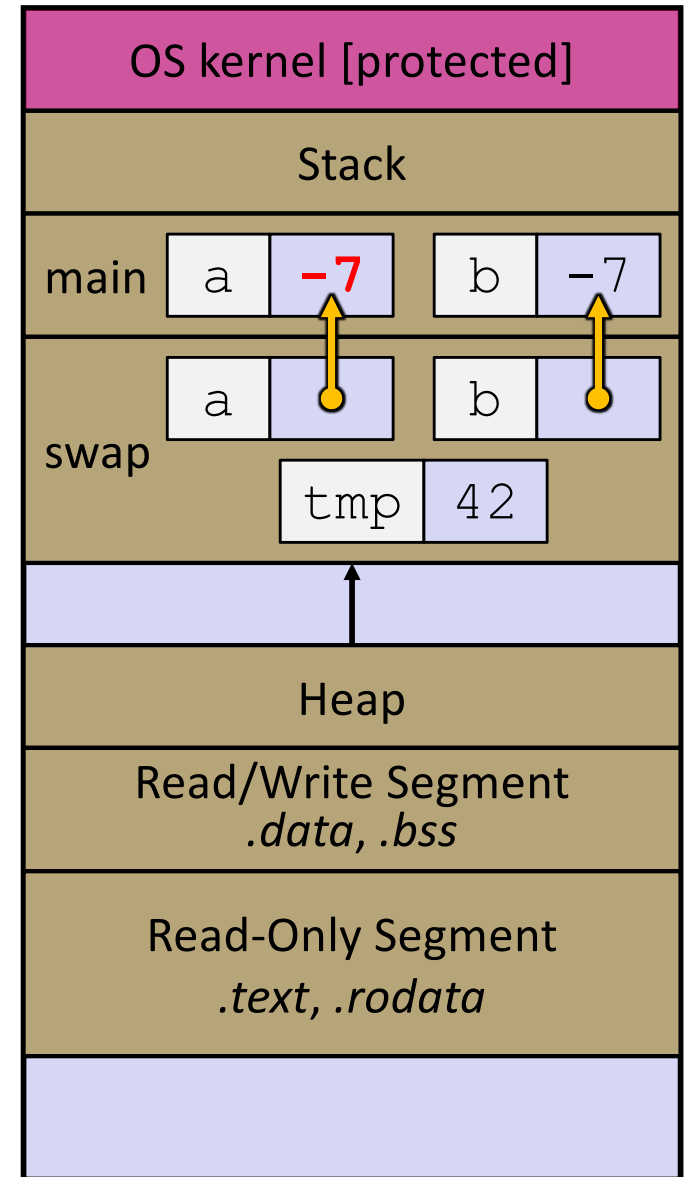 OS kernel [protected]
Stack
main a -7 b -7
swap a b
tmp 42
Heap
Read/Write Segment
.data, .bss
Read-Only Segment
.text, .rodata